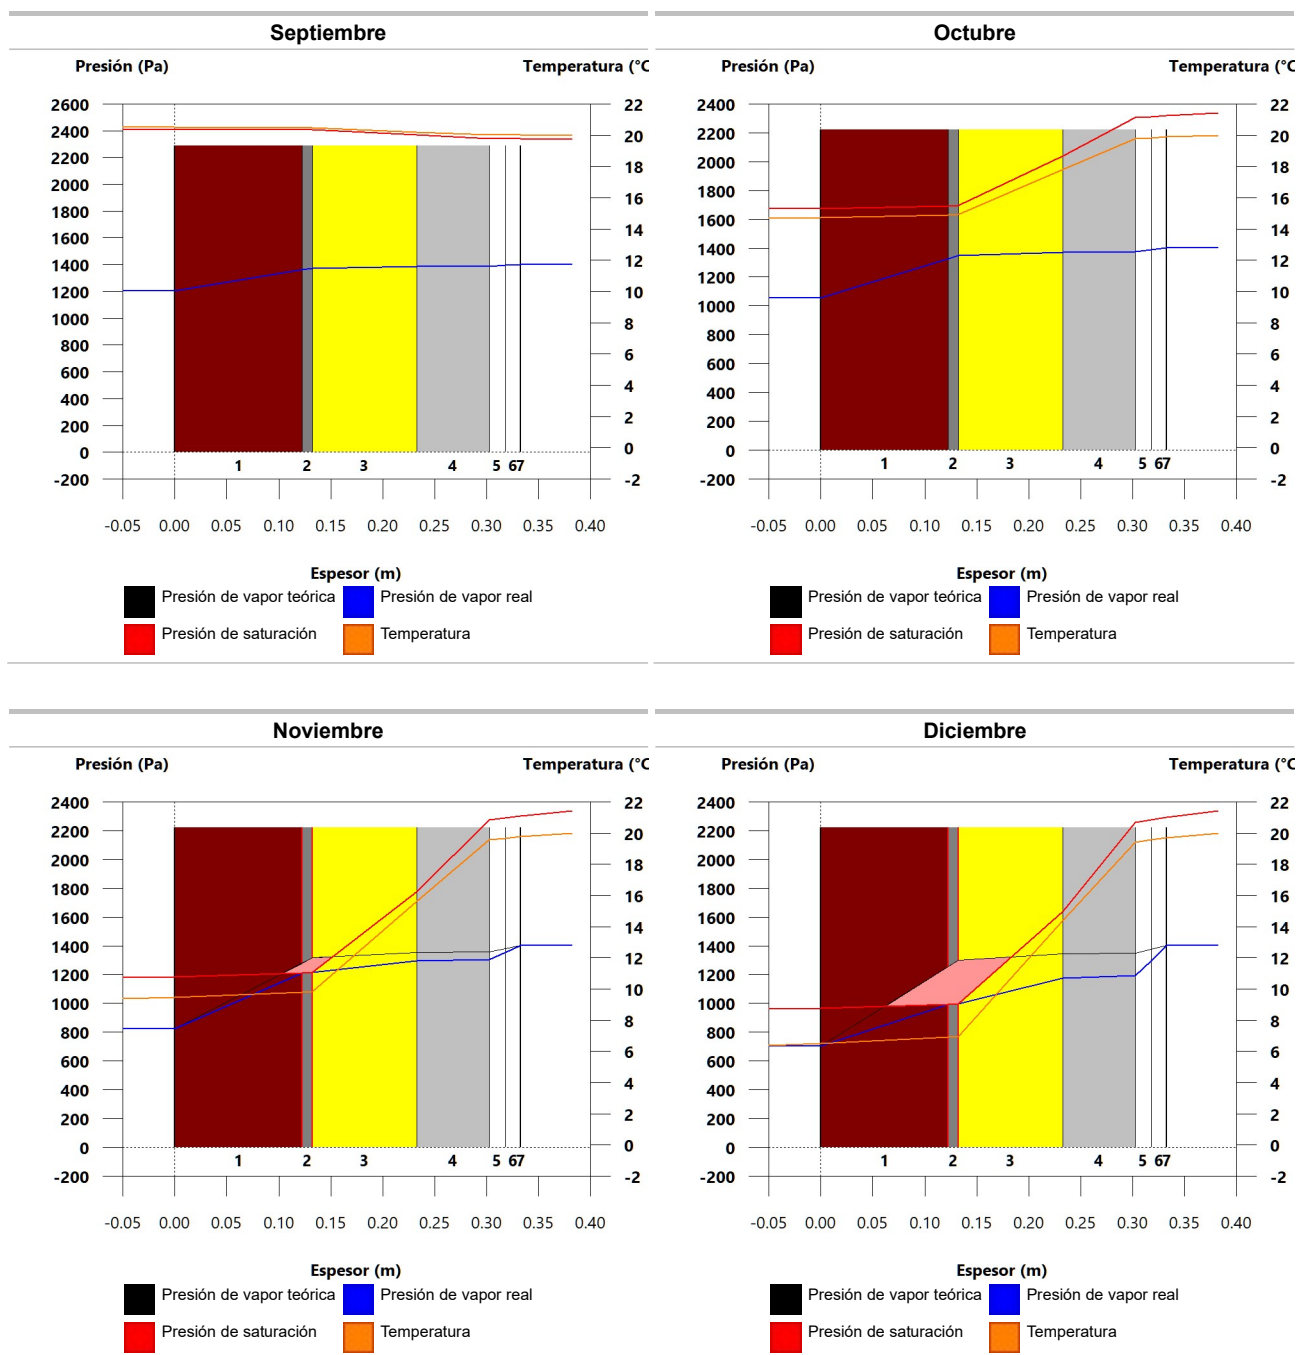 Septiembre
Presión (Pa) Temperatura (°C
2600 22
2400 20
2200 18
2000 16
1800 14
1600 12
1400 10
1200 8
1000 6
800 4
600 2
400 0
200 -2
0
-200
1 2 3 4 5 67
-0.05 0.00 0.05 0.10 0.15 0.20 0.25 0.30 0.35 0.40
Espesor (m)
Presión de vapor teórica Presión de vapor real
Presión de saturación Temperatura
Octubre
Presión (Pa) Temperatura (°C
2400 22
2200 20
2000 18
1800 16
1600 14
1400 12
1200 10
1000 8
800 6
600 4
400 2
200 0
0 -2
-200
1 2 3 4 5 67
-0.05 0.00 0.05 0.10 0.15 0.20 0.25 0.30 0.35 0.40
Espesor (m)
Presión de vapor teórica Presión de vapor real
Presión de saturación Temperatura
Noviembre
Presión (Pa) Temperatura (°C
2400 22
2200 20
2000 18
1800 16
1600 14
1400 12
1200 10
1000 8
800 6
600 4
400 2
200 0
0 -2
-200
1 2 3 4 5 67
-0.05 0.00 0.05 0.10 0.15 0.20 0.25 0.30 0.35 0.40
Espesor (m)
Presión de vapor teórica Presión de vapor real
Presión de saturación Temperatura
Diciembre
Presión (Pa) Temperatura (°C
2400 22
2200 20
2000 18
1800 16
1600 14
1400 12
1200 10
1000 8
800 6
600 4
400 2
200 0
0 -2
-200
1 2 3 4 5 67
-0.05 0.00 0.05 0.10 0.15 0.20 0.25 0.30 0.35 0.40
Espesor (m)
Presión de vapor teórica Presión de vapor real
Presión de saturación Temperatura